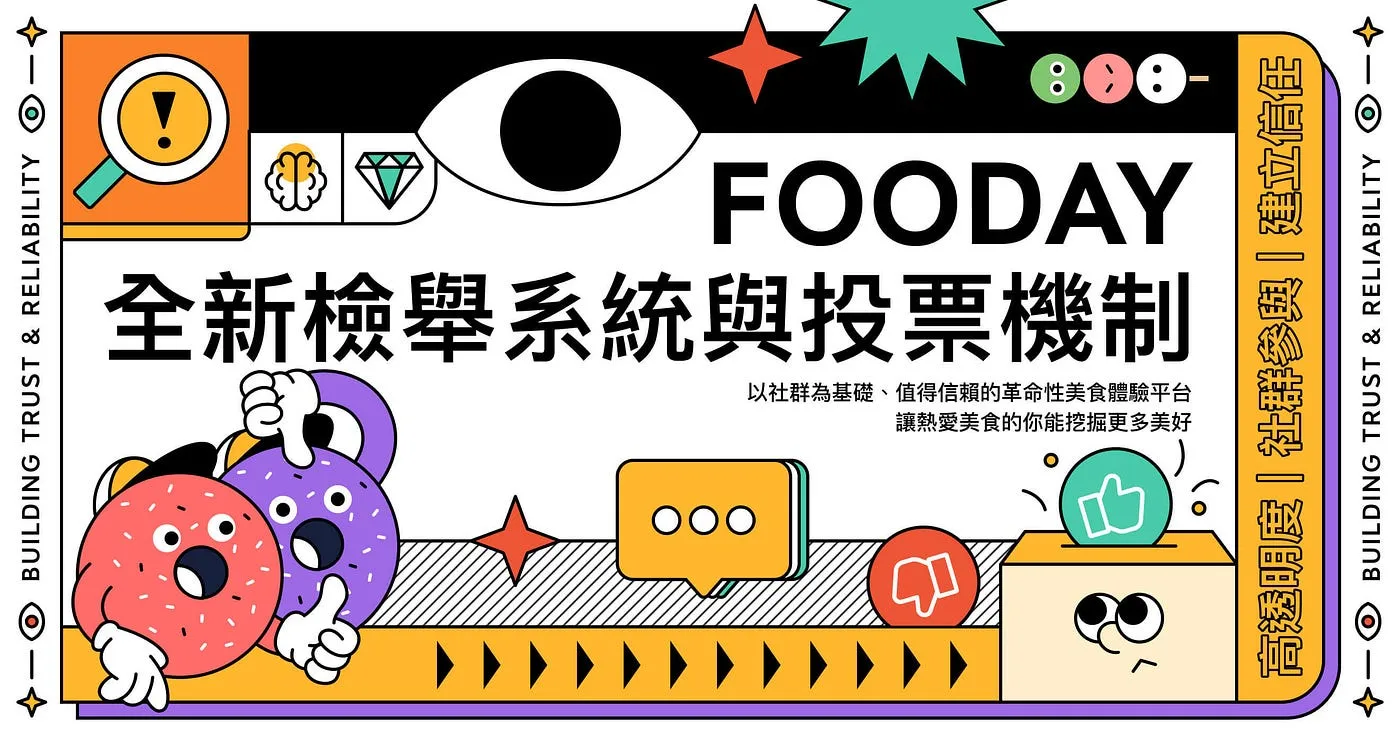 BUILDING TRUST & RELIABILITY
FOODAY
全新檢舉系統與投票機制
以社群為基礎、值得信賴的革命性美食體驗平台
讓熱愛美食的你能挖掘更多美好
高透明度 | 社群參與 | 建立信任
BUILDING TRUST & RELIABILITY